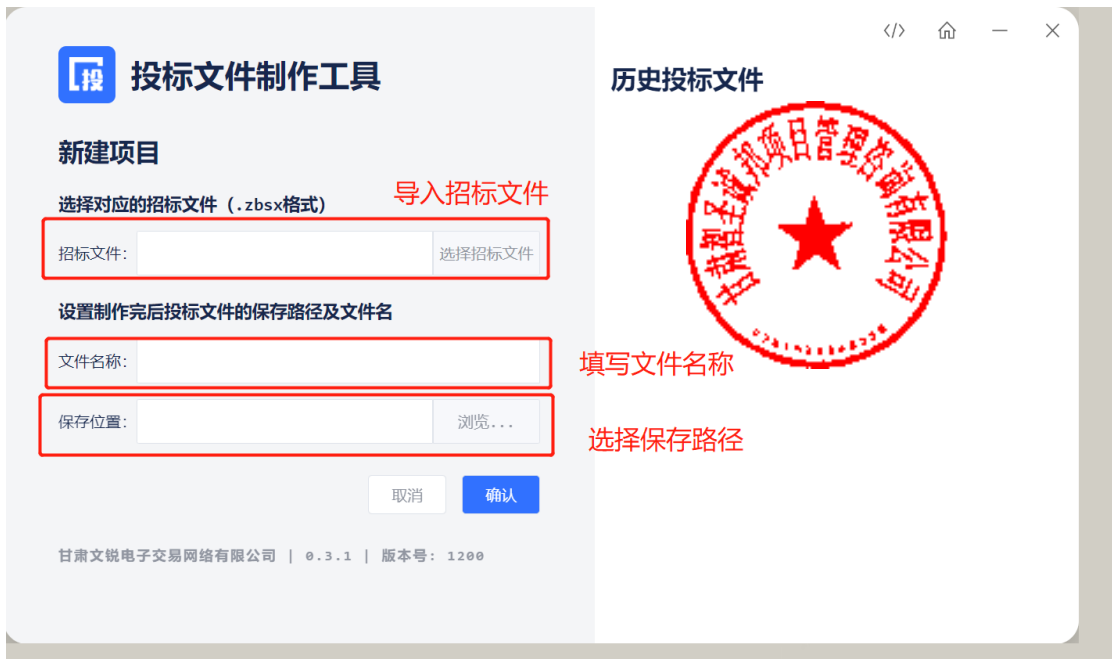 投
投标文件制作工具
新建项目
选择对应的招标文件（.zbsx格式）
导入招标文件
招标文件：
选择招标文件
设置制作完后投标文件的保存路径及文件名
文件名称：
填写文件名称
保存位置：
浏览...
选择保存路径
取消
确认
甘肃文锐电子交易网络有限公司 | 0.3.1 | 版本号: 1200
</>
历史投标文件